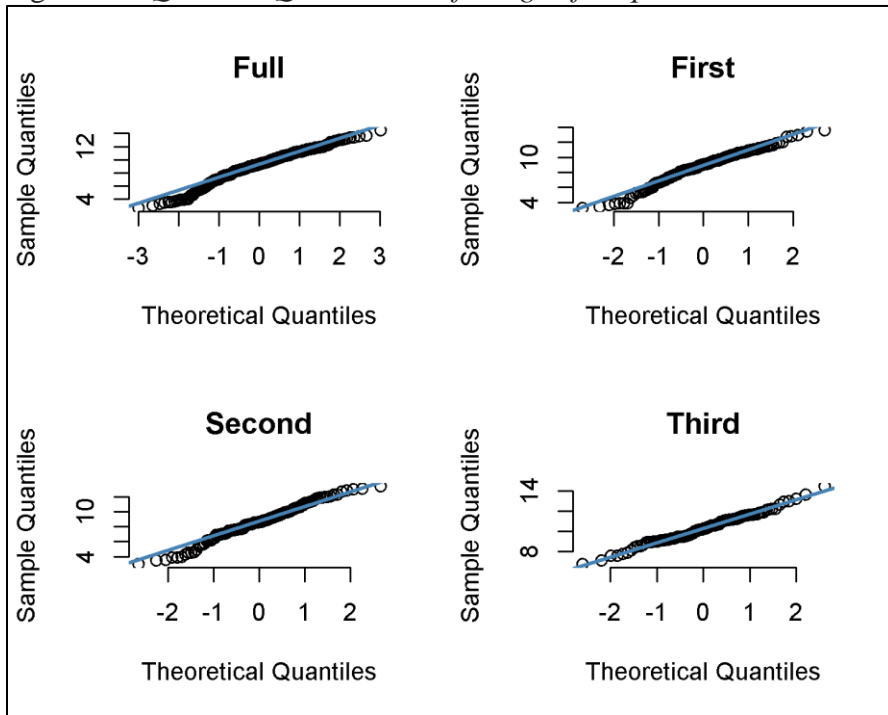 Full
First
Sample Quantiles
12
4
-3
-1
0
1
2
3
Theoretical Quantiles
Sample Quantiles
10
4
-2
-1
0
1
2
Theoretical Quantiles
Second
Third
Sample Quantiles
10
4
-2
-1
0
1
2
Theoretical Quantiles
Sample Quantiles
14
8
-2
-1
0
1
2
Theoretical Quantiles